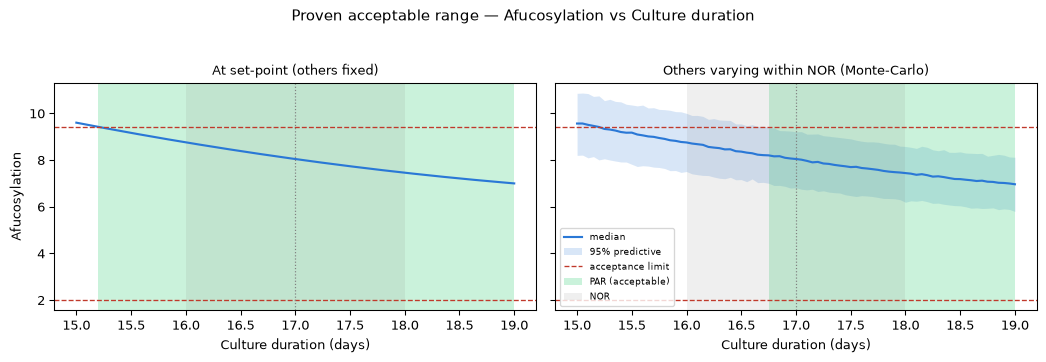 Proven acceptable range — Afucosylation vs Culture duration
At set-point (others fixed)
Afucosylation
10
8
6
4
2
15.0 15.5 16.0 16.5 17.0 17.5 18.0 18.5 19.0
Culture duration (days)
Others varying within NOR (Monte-Carlo)
median
95% predictive
acceptance limit
PAR (acceptable)
NOR
15.0 15.5 16.0 16.5 17.0 17.5 18.0 18.5 19.0
Culture duration (days)